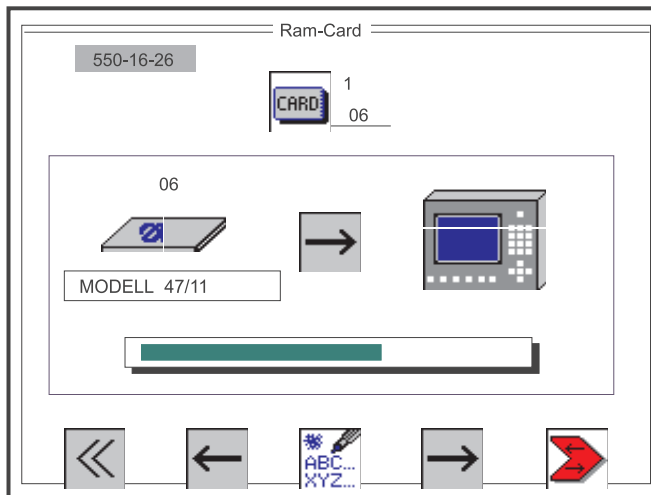 Ram-Card
550-16-26
CARD
1
06
06
MODELL 47/11
ABC...
XYZ...